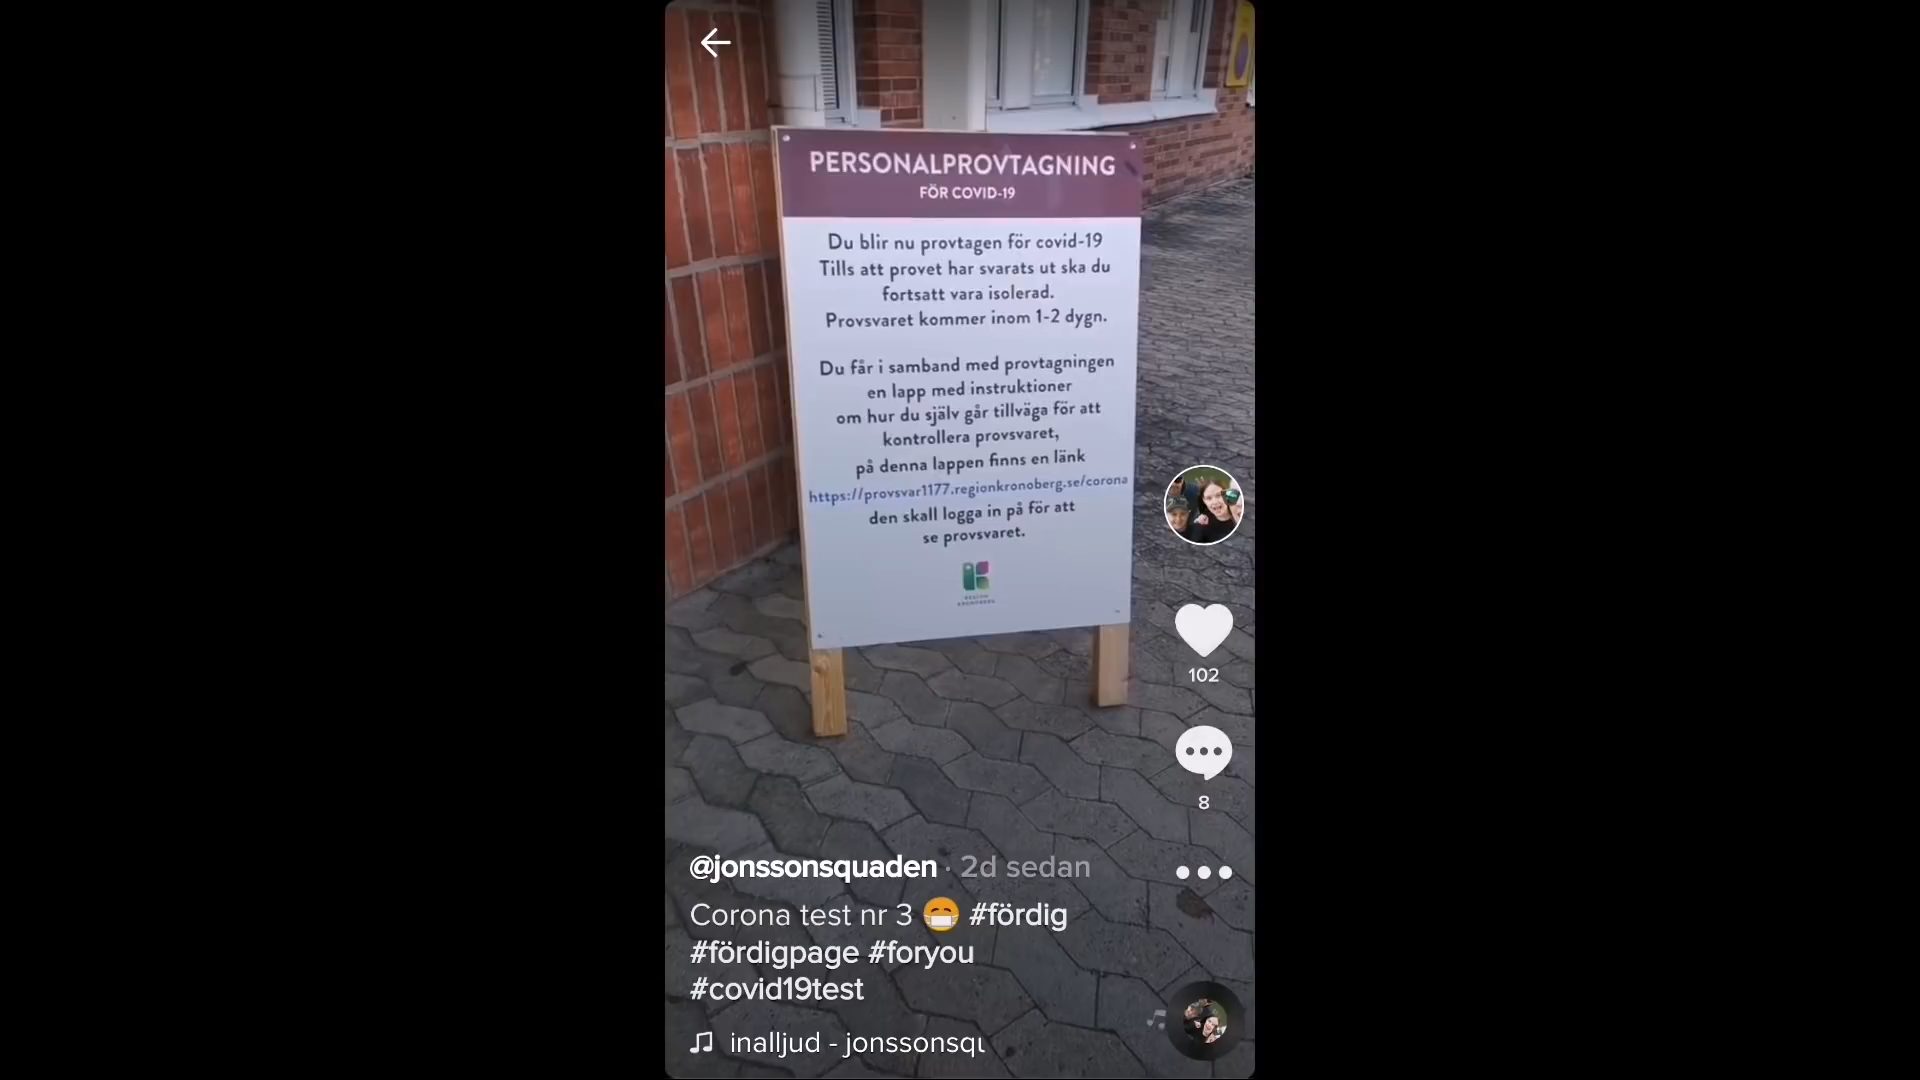 PERSONALPROVTAGNING
FÖR COVID-19
Du blir nu provtagen för covid-19
Tills att provet har svarats ut ska du
fortsatt vara isolerad.
Provsvaret kommer inom 1-2 dygn.
Du får i samband med provtagningen
en lapp med instruktioner
om hur du själv går tillväga för att
kontrollera provsvaret,
på denna lappen finns en länk
https://provsvar1177.regionkronoberg.se/corona
den skall logga in på för att
se provsvaret.
REGION
KRONOBERG
102
8
@jonssonsquaden · 2d sedan
Corona test nr 3 😷 #fördig
#fördigpage #foryou
#covid19test
inalljud - jonssonsqu